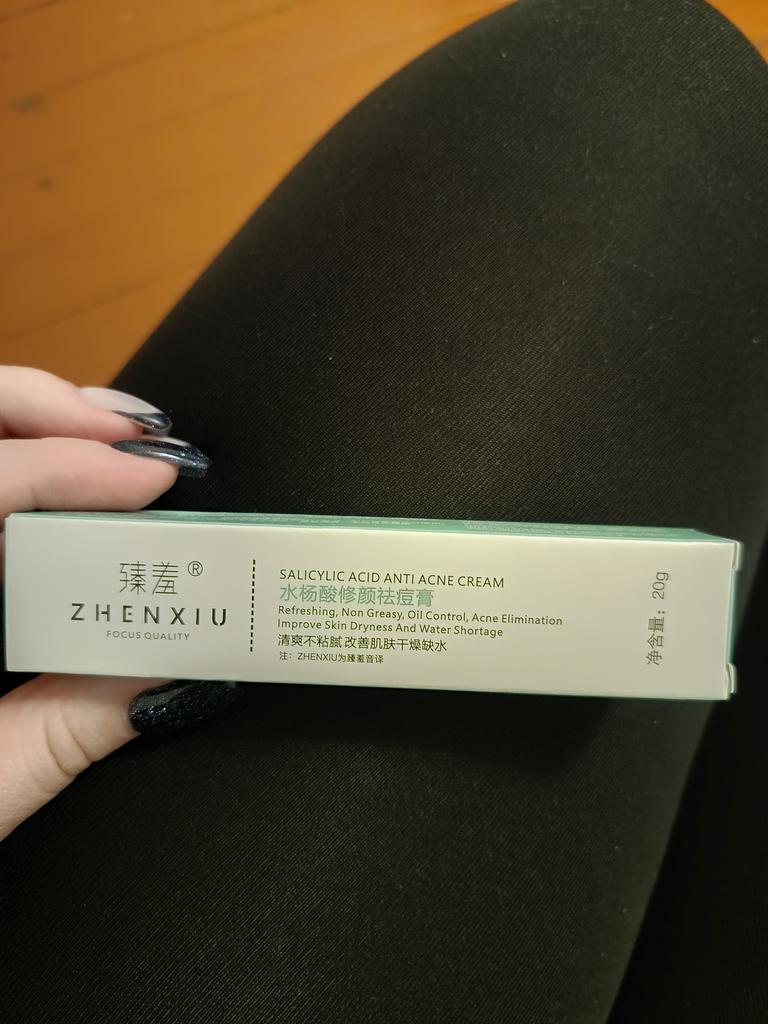 臻羞®
ZHENXIU
FOCUS QUALITY
SALICYLIC ACID ANTI ACNE CREAM
水杨酸修颜祛痘膏
Refreshing, Non Greasy, Oil Control, Acne Elimination
Improve Skin Dryness And Water Shortage
清爽不粘腻 改善肌肤干燥缺水
注：ZHENXIU为臻羞音译
净含量：20g